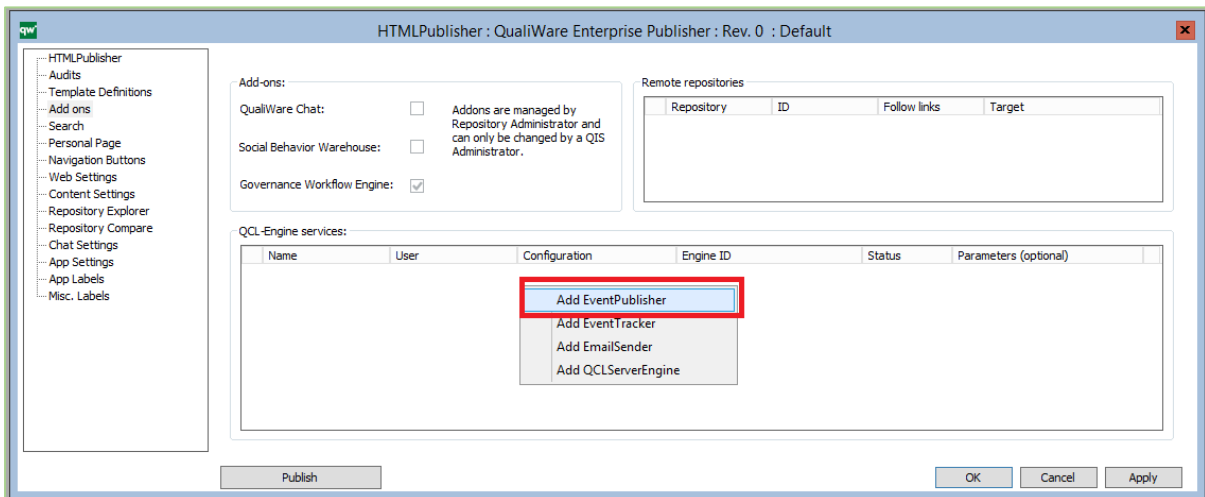 qw
HTMLPublisher : QualiWare Enterprise Publisher : Rev. 0 : Default
x
HTMLPublisher
Audits
Template Definitions
Add ons
Search
Personal Page
Navigation Buttons
Web Settings
Content Settings
Repository Explorer
Repository Compare
Chat Settings
App Settings
App Labels
Misc. Labels
Add-ons:
QualiWare Chat:
Social Behavior Warehouse:
Governance Workflow Engine:
Addons are managed by
Repository Administrator and
can only be changed by a QIS
Administrator.
Remote repositories
Repository ID Follow links Target
QCL-Engine services:
Name User Configuration Engine ID Status Parameters (optional)
Add EventPublisher
Add EventTracker
Add EmailSender
Add QCLServerEngine
Publish OK Cancel Apply